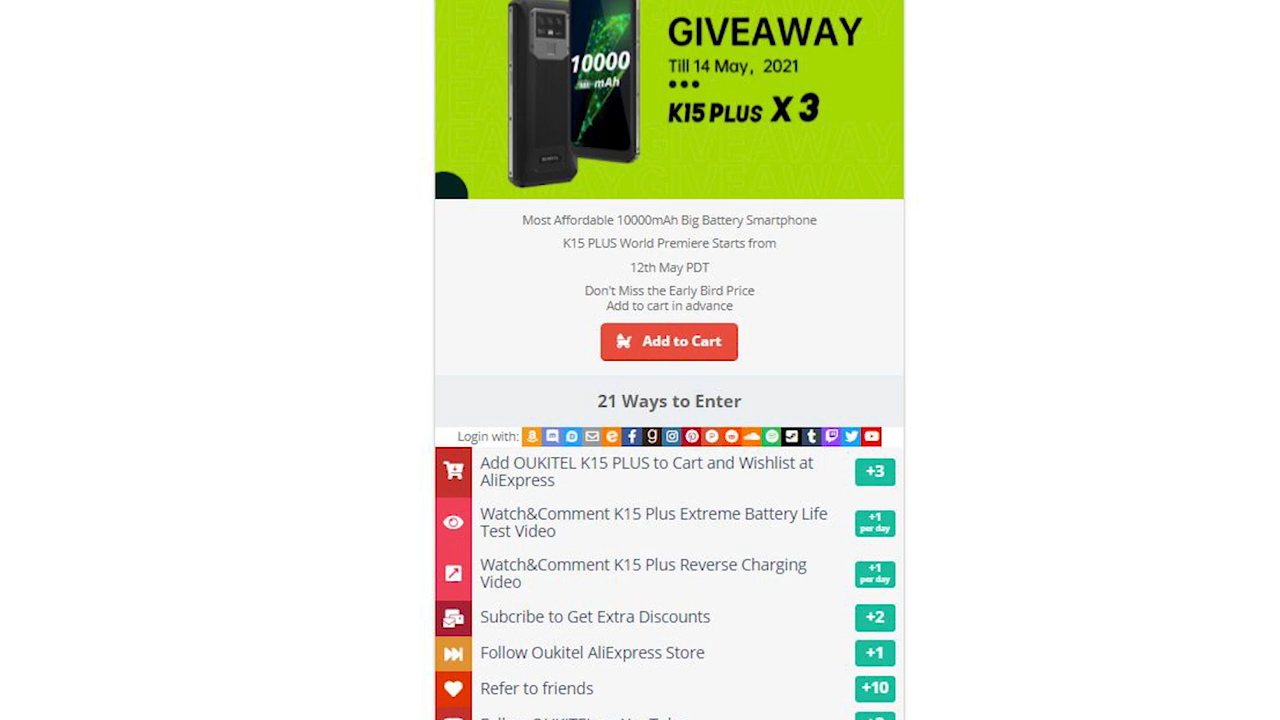 GIVEAWAY
Till 14 May, 2021
K15 PLUS X 3
10000
mAh
Most Affordable 10000mAh Big Battery Smartphone
K15 PLUS World Premiere Starts from
12th May PDT
Don't Miss the Early Bird Price
Add to cart in advance
Add to Cart
21 Ways to Enter
Login with:
Add OUKITEL K15 PLUS to Cart and Wishlist at
AliExpress
+3
Watch&Comment K15 Plus Extreme Battery Life
Test Video
+1
per day
Watch&Comment K15 Plus Reverse Charging
Video
+1
per day
Subcribe to Get Extra Discounts
+2
Follow Oukitel AliExpress Store
+1
Refer to friends
+10